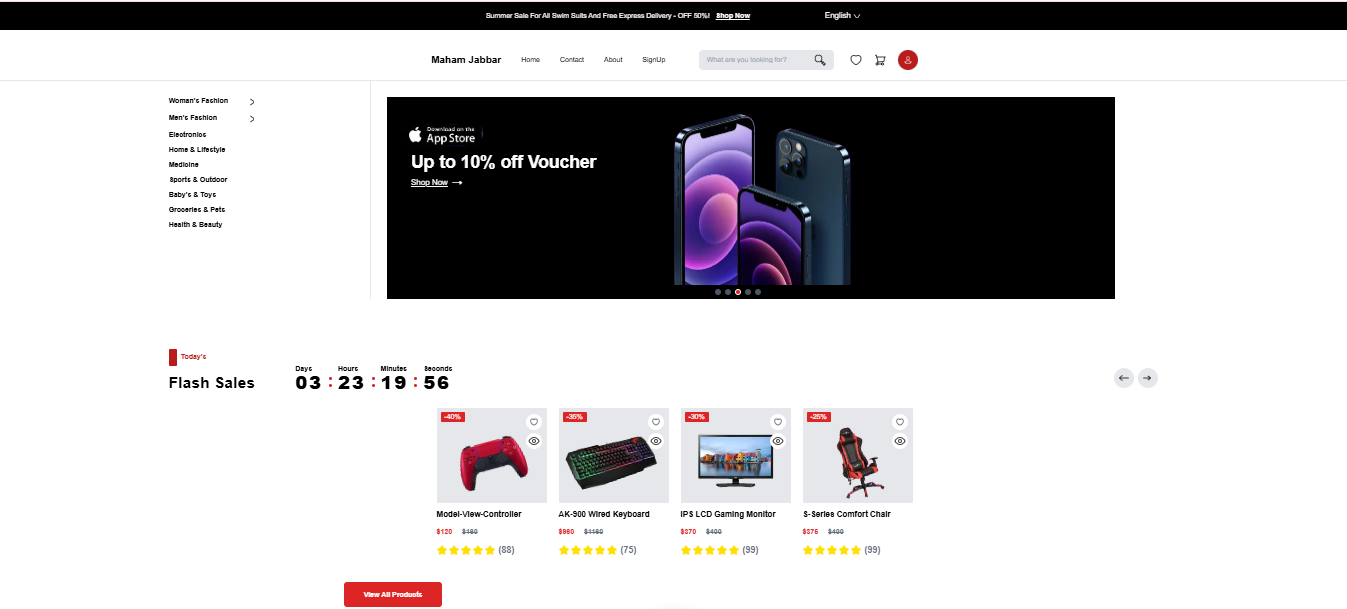 Summer Sale For All Swim Suits And Free Express Delivery - OFF 50%! Shop Now English
Maham Jabbar Home Contact About SignUp What are you looking for?
Woman's Fashion
Men's Fashion
Electronics
Home & Lifestyle
Medicine
Sports & Outdoor
Baby's & Toys
Groceries & Pets
Health & Beauty
Download on the
App Store
Up to 10% off Voucher
Shop Now
Today's
Flash Sales
Days Hours Minutes Seconds
03 : 23 : 19 : 56
-40% -35% -30% -25%
Model-View-Controller AK-900 Wired Keyboard IPS LCD Gaming Monitor S-Series Comfort Chair
$120 $160 $960 $1160 $370 $400 $375 $400
(88) (75) (99) (99)
View All Products